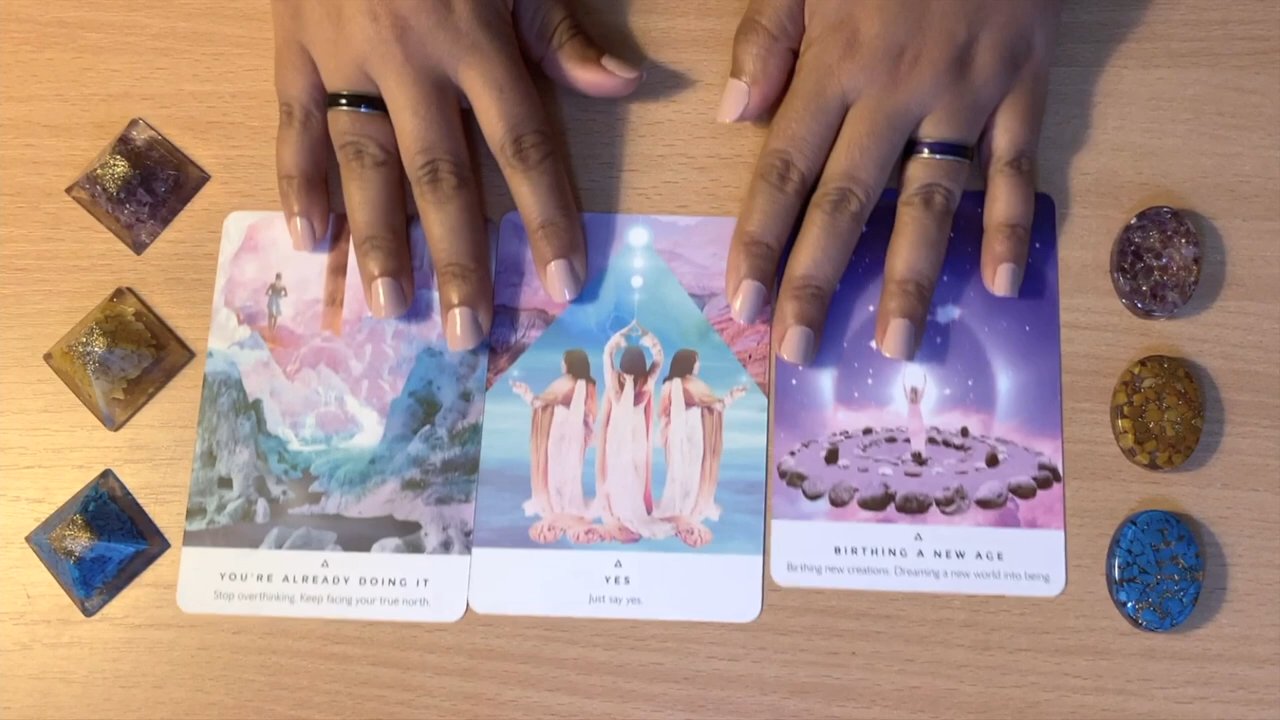 YOU'RE ALREADY DOING IT
Stop overthinking. Keep facing your true north.
YES
Just say yes.
BIRTHING A NEW AGE
Birthing new creations. Dreaming a new world into being.